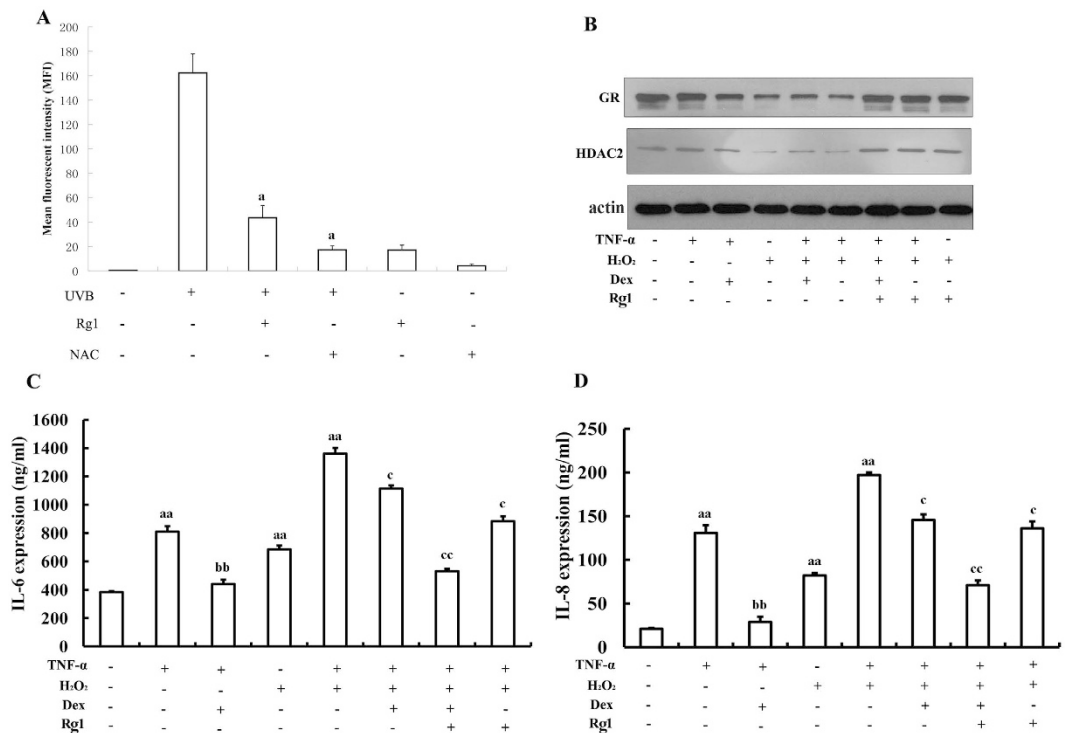 A
Mean fluorescent intensity (MFI)
200
180
160
140
120
100
80
60
40
20
0
a
a
UVB - + + + - -
Rg1 - - + - + -
NAC - - - + - +
B
GR
HDAC2
actin
TNF-α - + + - + + + + -
H₂O₂ - - - + + + + + +
Dex - - + - + - + - -
Rg1 - - - - - - + + +
C
IL-6 expression (ng/ml)
1600
1400
1200
1000
800
600
400
200
0
aa bb aa aa c cc c
TNF-α - + + - + + + +
H₂O₂ - - - + + + + +
Dex - - + - - + + -
Rg1 - - - - - - + +
D
IL-8 expression (ng/ml)
250
200
150
100
50
0
aa bb aa aa c cc c
TNF-α - + + - + + + +
H₂O₂ - - - + + + + +
Dex - - + - - + + -
Rg1 - - - - - - + +